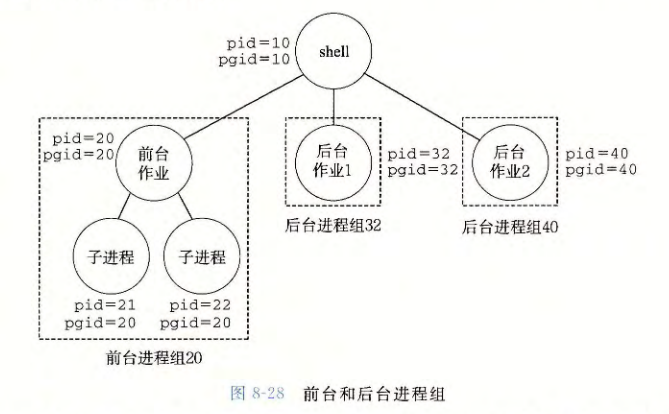 pid=10
pgid=10
shell
pid=20
pgid=20
前台
作业
后台
作业1
pid=32
pgid=32
后台
作业2
pid=40
pgid=40
后台进程组32
后台进程组40
子进程
子进程
pid=21
pgid=20
pid=22
pgid=20
前台进程组20
图 8-28 前台和后台进程组